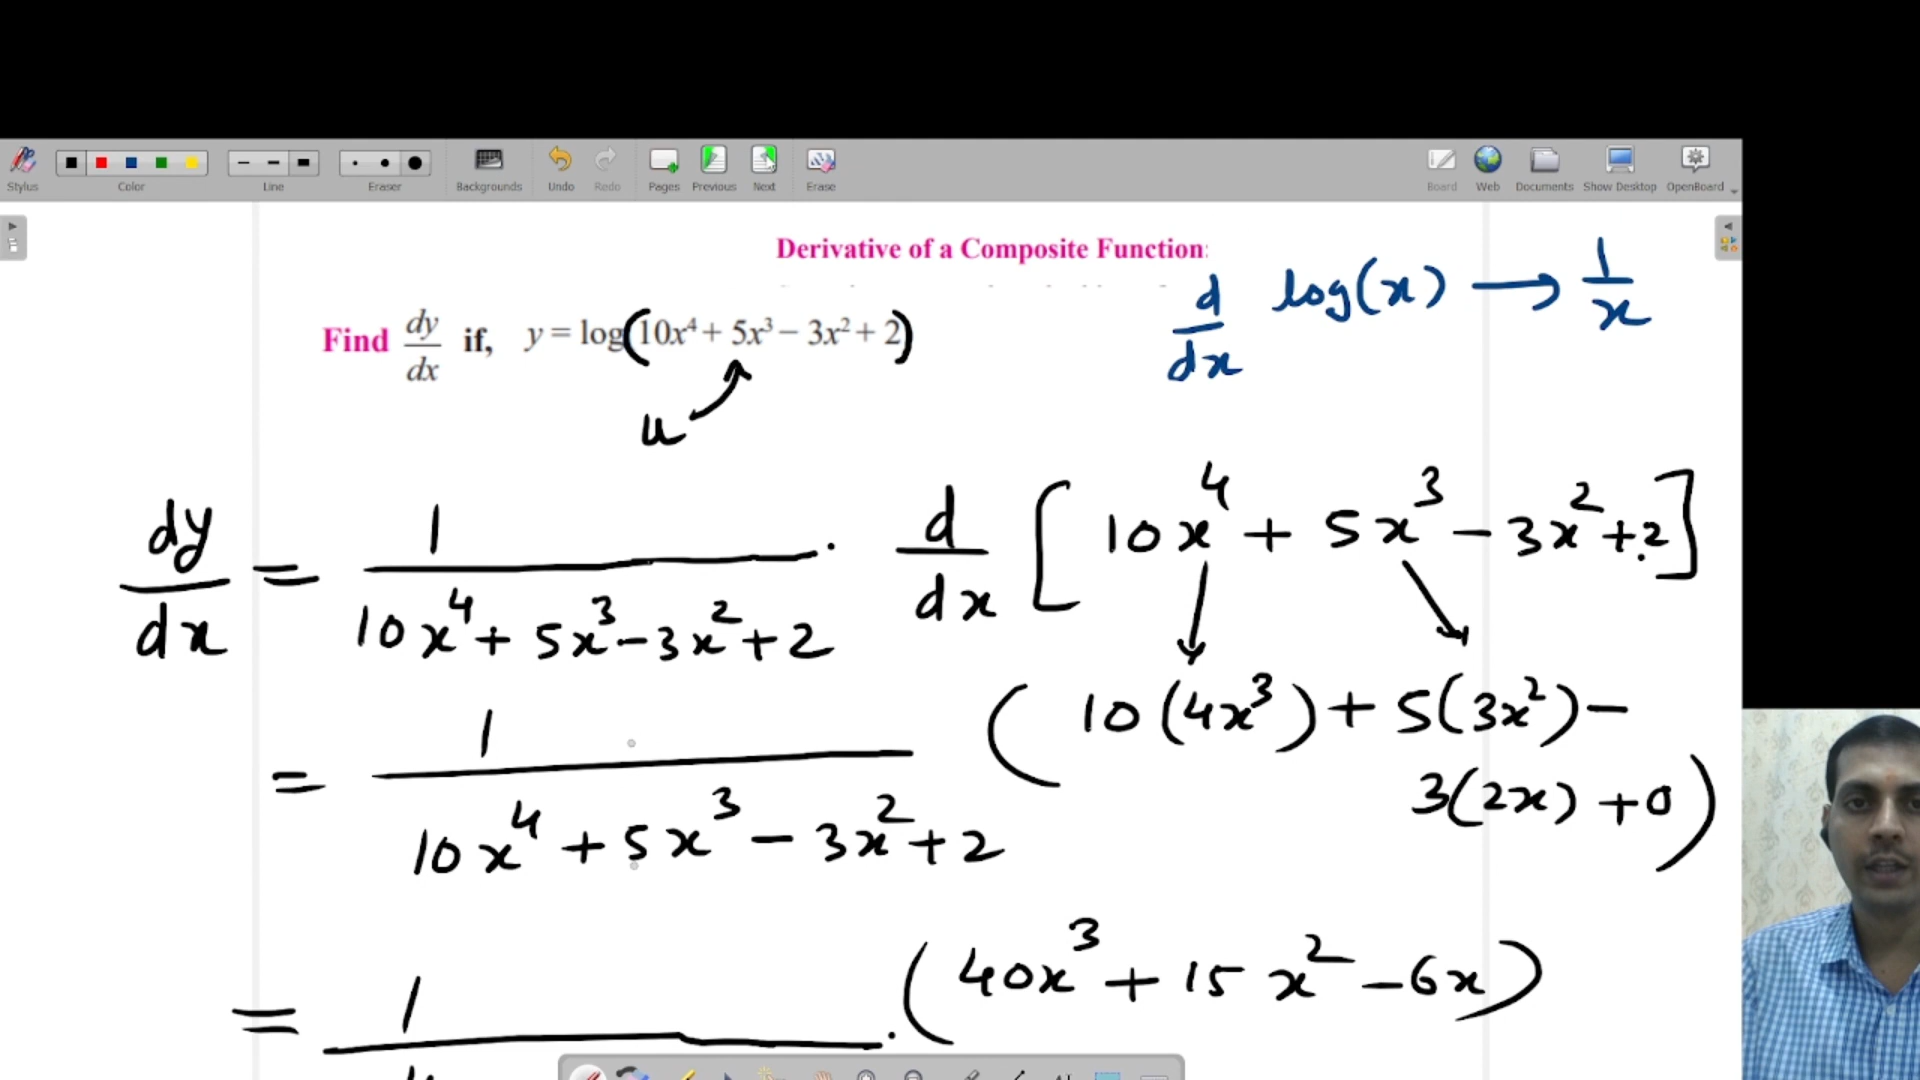 Stylus Color Line Eraser Backgrounds Undo Redo Pages Previous Next Erase Board Web Documents Show Desktop OpenBoard
Derivative of a Composite Function:
d/dx log(x) → 1/x
Find dy/dx if, y = log(10x⁴ + 5x³ – 3x² + 2)
u
dy/dx = 1/(10x⁴ + 5x³ - 3x² + 2) · d/dx [10x⁴ + 5x³ - 3x² + 2]
= 1/(10x⁴ + 5x³ - 3x² + 2) (10(4x³) + 5(3x²) -
3(2x) + 0)
= 1 · (40x³ + 15x² - 6x)